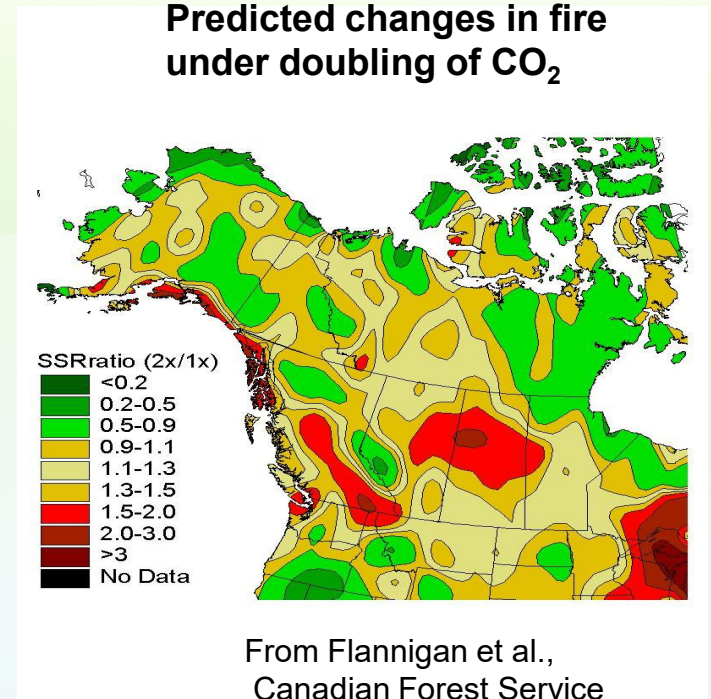 Predicted changes in fire
under doubling of CO₂
SSRratio (2x/1x)
<0.2
0.2-0.5
0.5-0.9
0.9-1.1
1.1-1.3
1.3-1.5
1.5-2.0
2.0-3.0
>3
No Data
From Flannigan et al.,
Canadian Forest Service